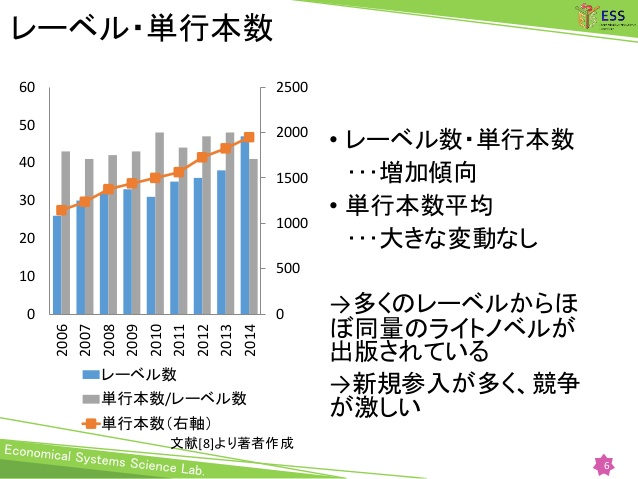 レーベル・単行本数
ESS
60
50
40
30
20
10
0
2500
2000
1500
1000
500
0
2006
2007
2008
2009
2010
2011
2012
2013
2014
レーベル数
単行本数/レーベル数
単行本数（右軸）
文献[8]より著者作成
• レーベル数・単行本数
･･･増加傾向
• 単行本数平均
･･･大きな変動なし
→多くのレーベルからほ
ぼ同量のライトノベルが
出版されている
→新規参入が多く、競争
が激しい
Economical Systems Science Lab.
6